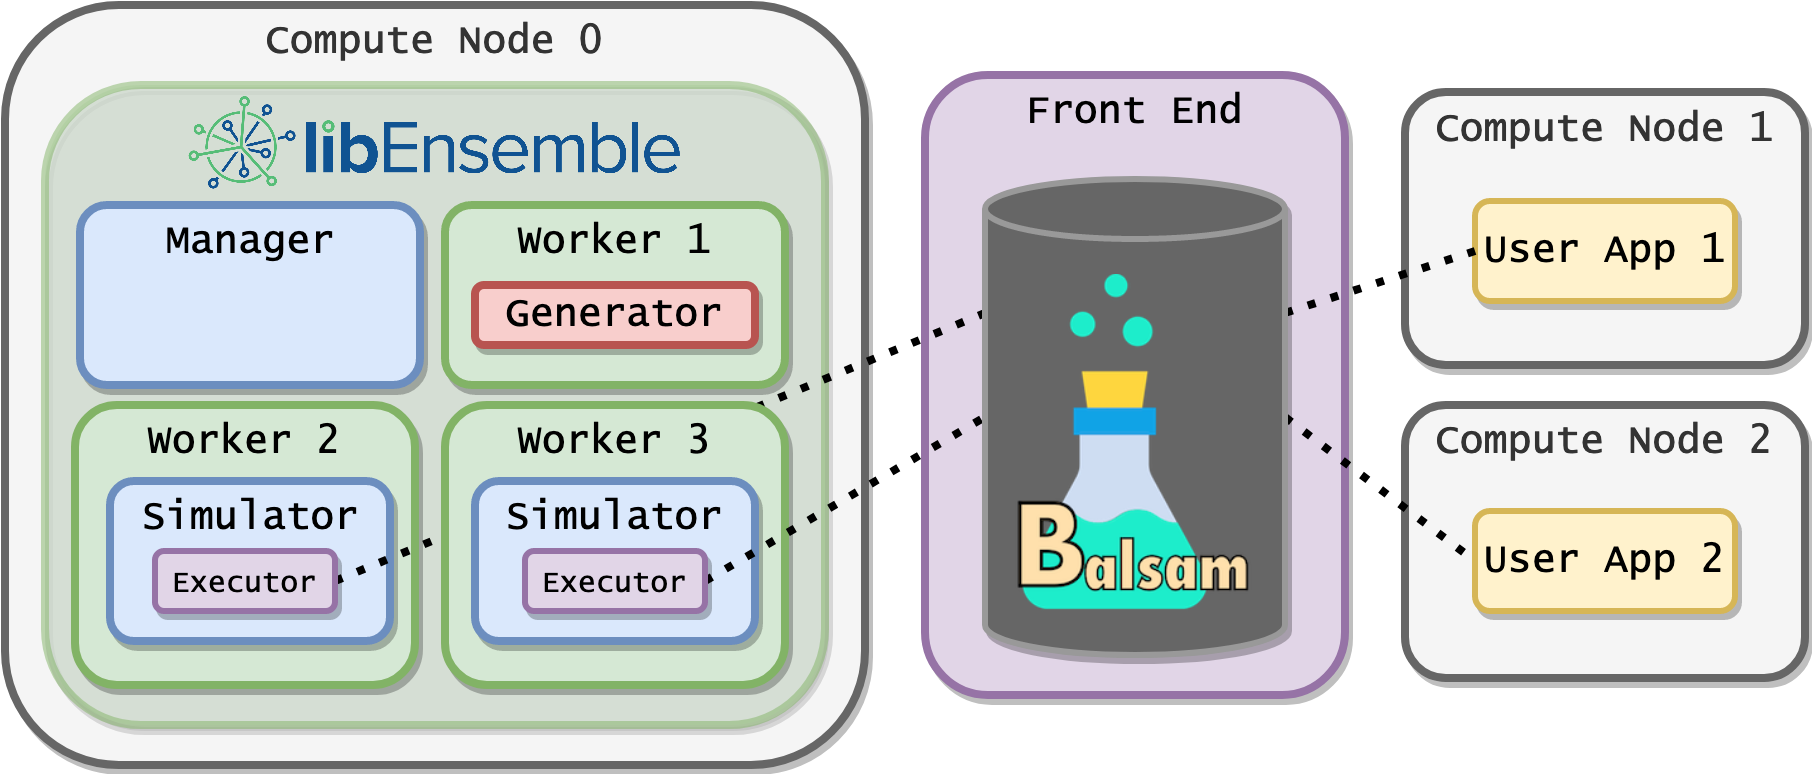 Compute Node 0
libEnsemble
Manager
Worker 1
Generator
Worker 2
Simulator
Executor
Worker 3
Simulator
Executor
Front End
Balsam
Compute Node 1
User App 1
Compute Node 2
User App 2